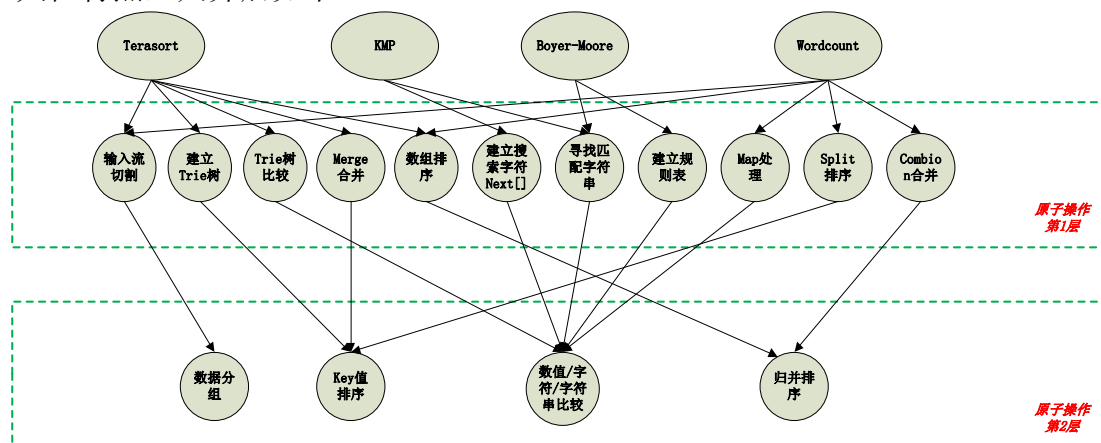 Terasort
KMP
Boyer-Moore
Wordcount
输入流
切割
建立
Trie树
Trie树
比较
Merge
合并
数组排
序
建立搜
索字符
Next[]
寻找匹
配字符
串
建立规
则表
Map处
理
Split
排序
Combio
n合并
原子操作
第1层
数据分
组
Key值
排序
数值/字
符/字符
串比较
归并排
序
原子操作
第2层